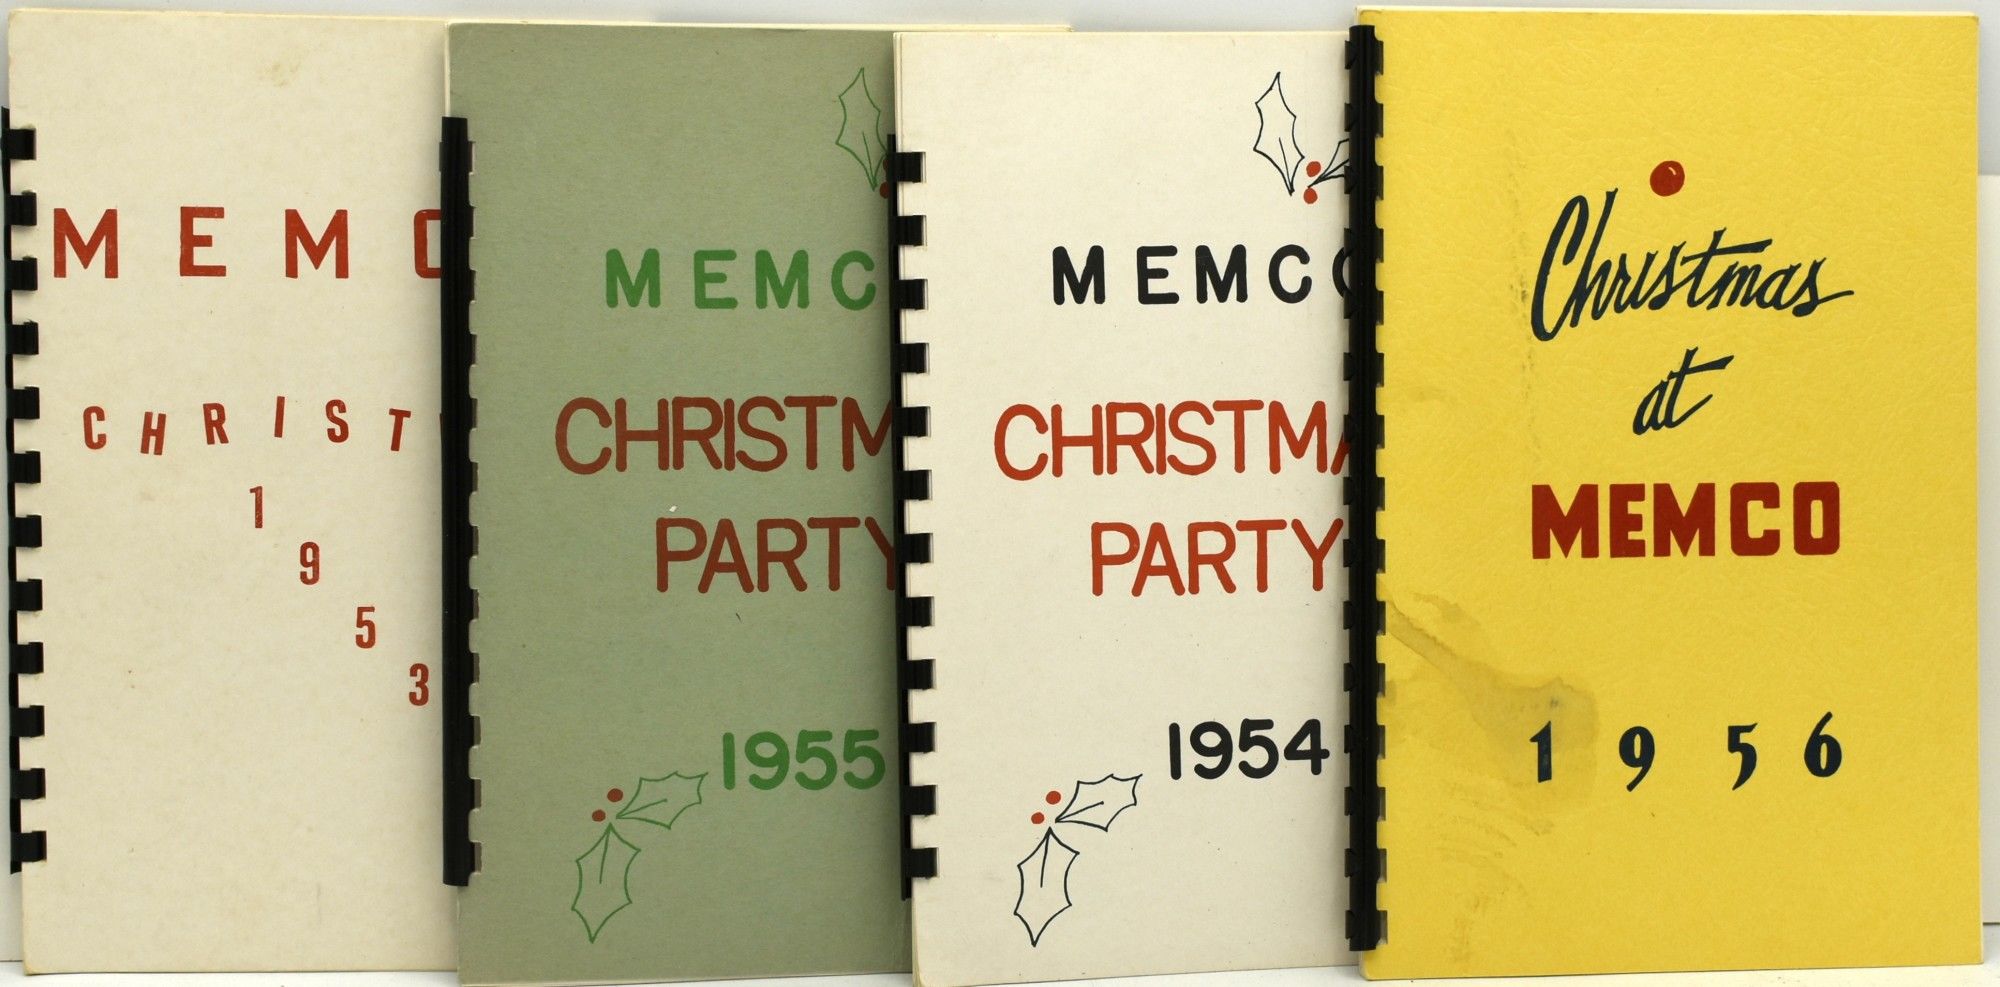 MEMC
CHRIST
1
9
5
3
MEMC
CHRISTM
PARTY
1955
MEMCO
CHRISTMA
PARTY
1954
Christmas
at
MEMCO
1956